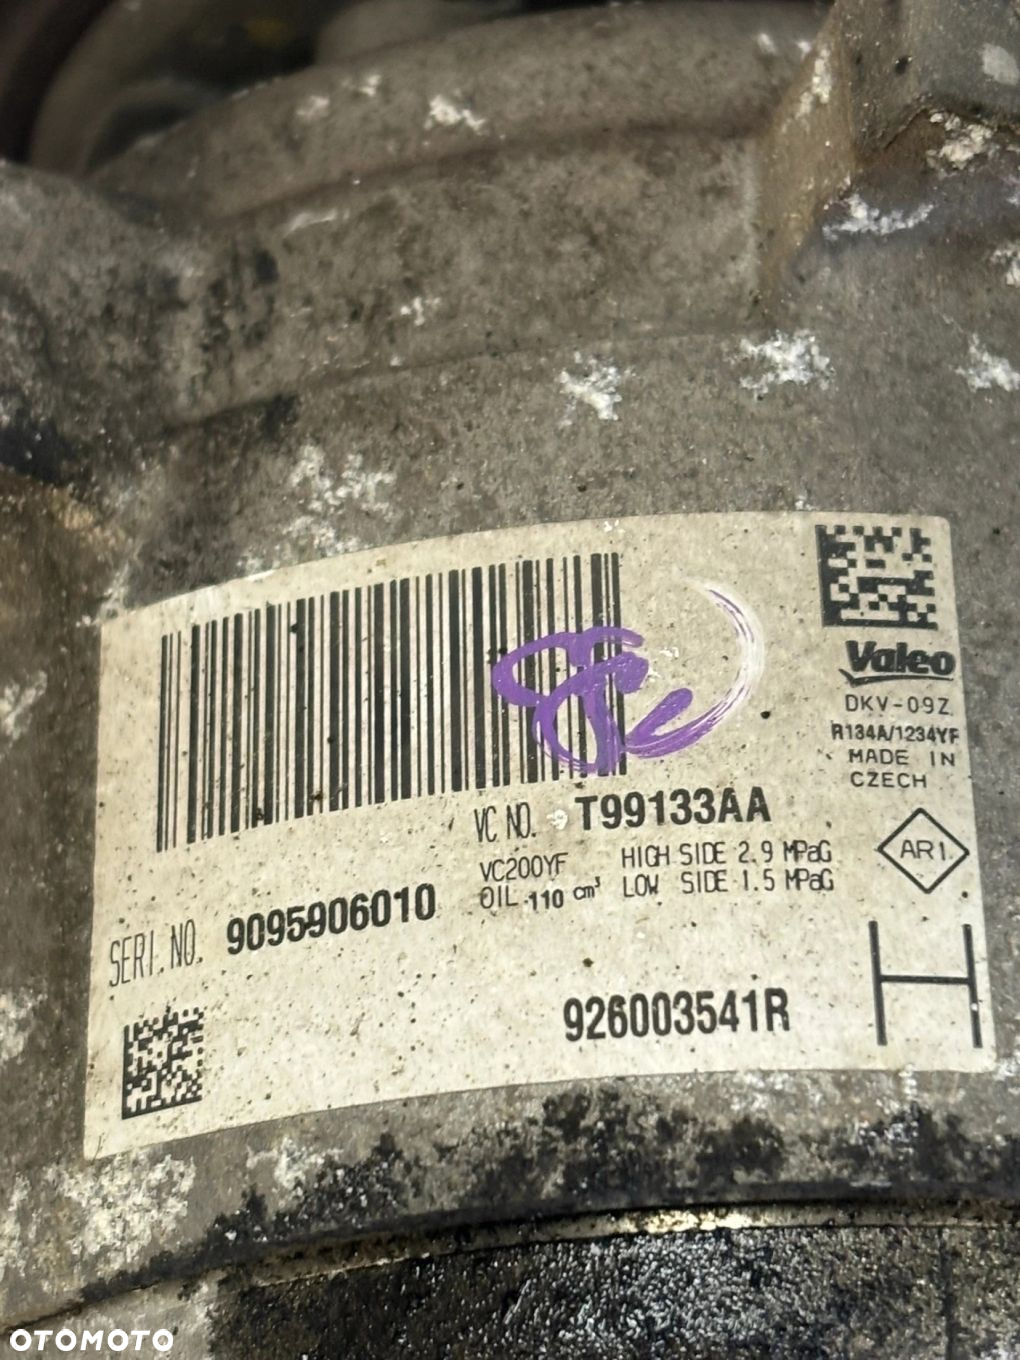 Valeo
DKV-09Z
R134A/1234YF
MADE IN
CZECH
VC NO. T99133AA
VC200YF HIGH SIDE 2.9 MPaG
OIL 110 cm³ LOW SIDE 1.5 MPaG
AR1
SERI.NO. 9095906010
926003541R
H
OTOMOTO